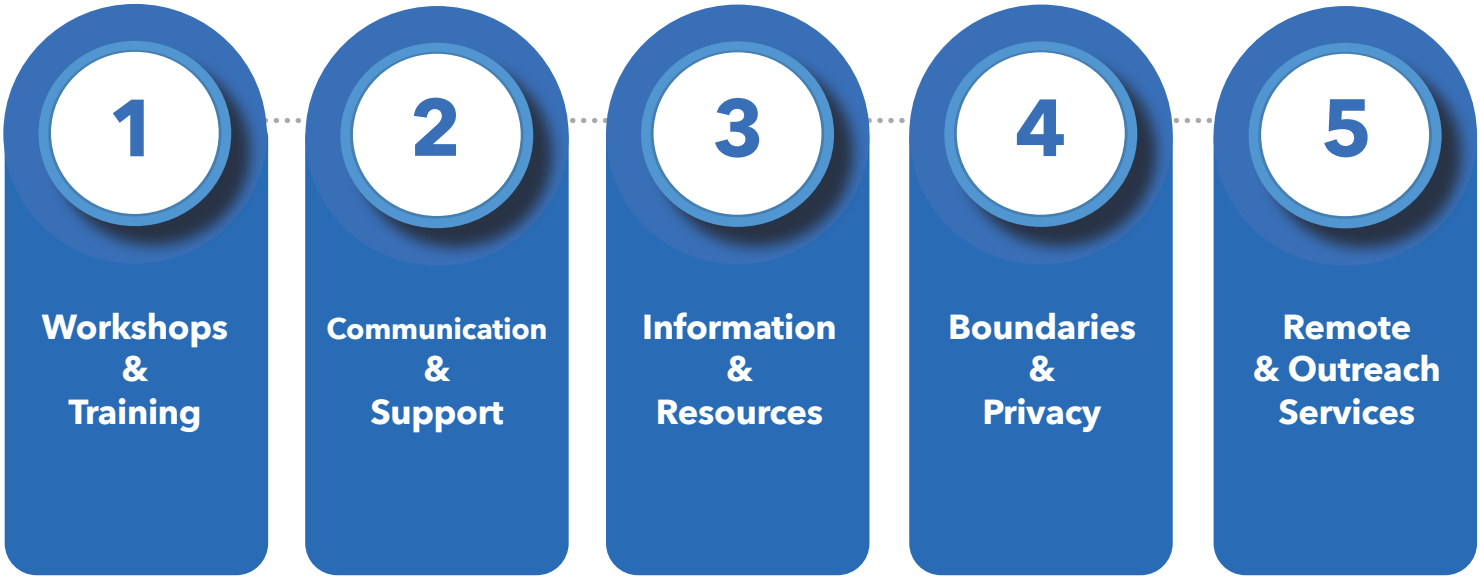 1
Workshops
&
Training
2
Communication
&
Support
3
Information
&
Resources
4
Boundaries
&
Privacy
5
Remote
& Outreach
Services